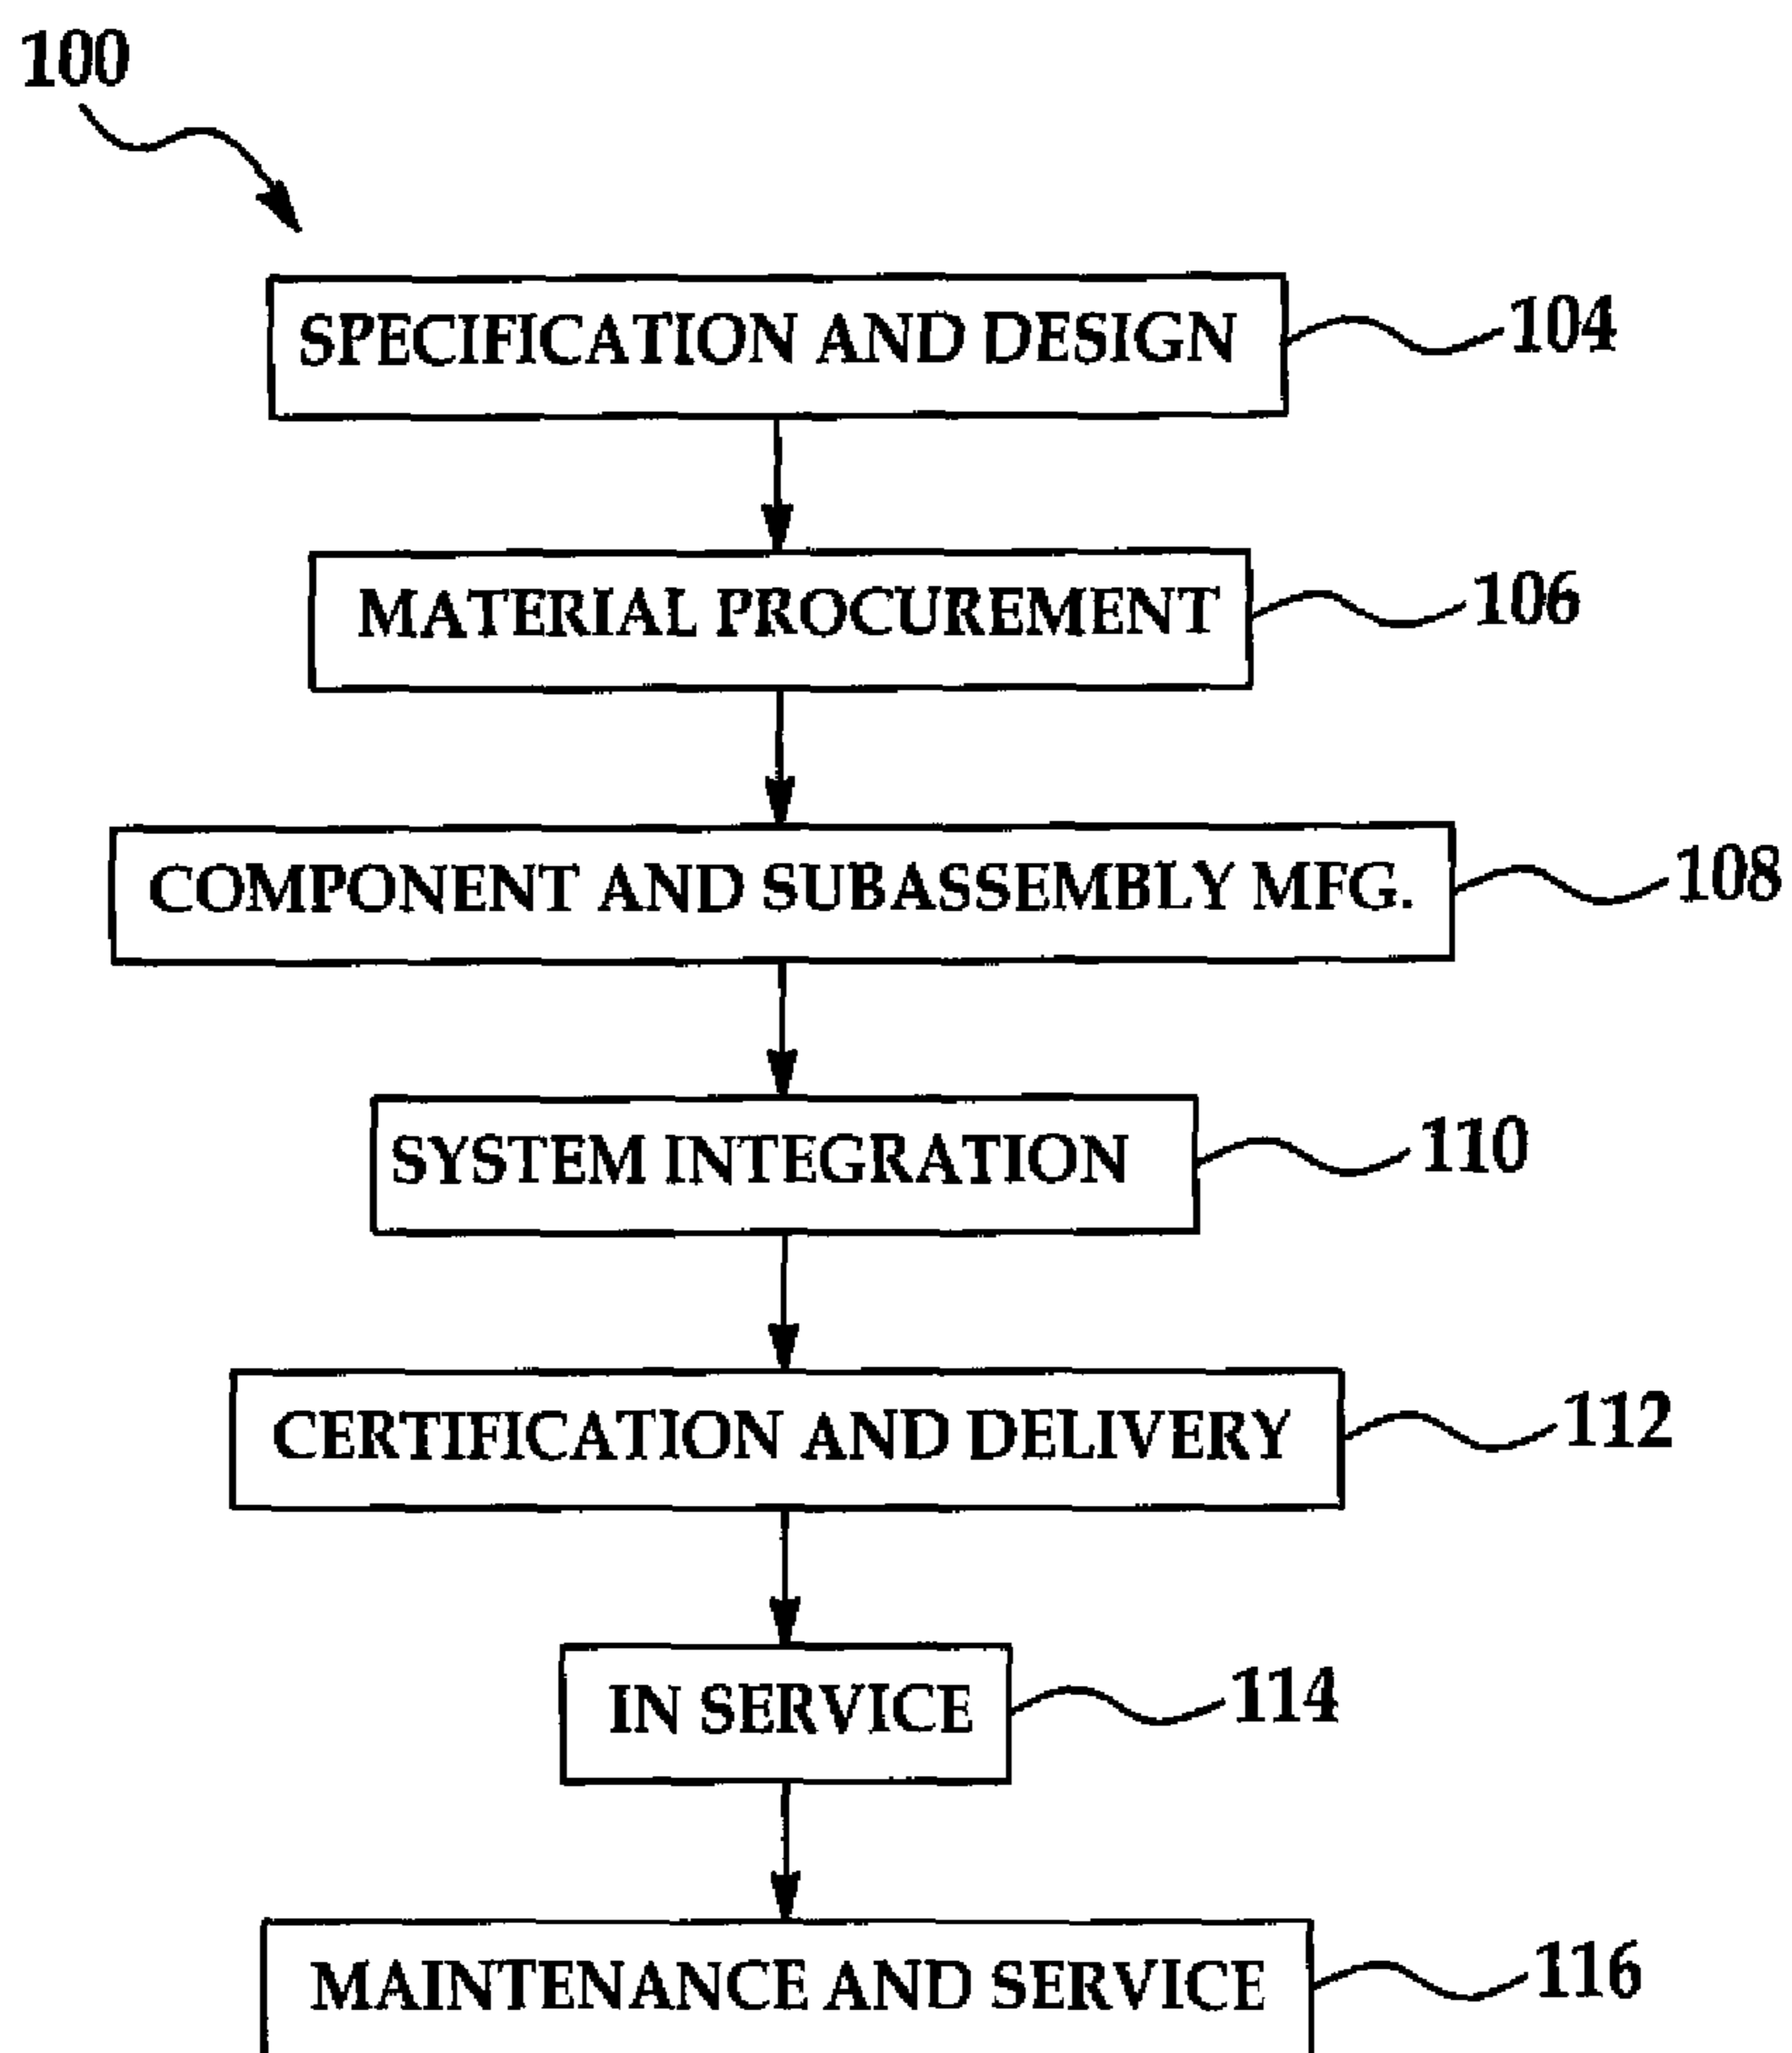 100
SPECIFICATION AND DESIGN 104
MATERIAL PROCUREMENT 106
COMPONENT AND SUBASSEMBLY MFG. 108
SYSTEM INTEGRATION 110
CERTIFICATION AND DELIVERY 112
IN SERVICE 114
MAINTENANCE AND SERVICE 116